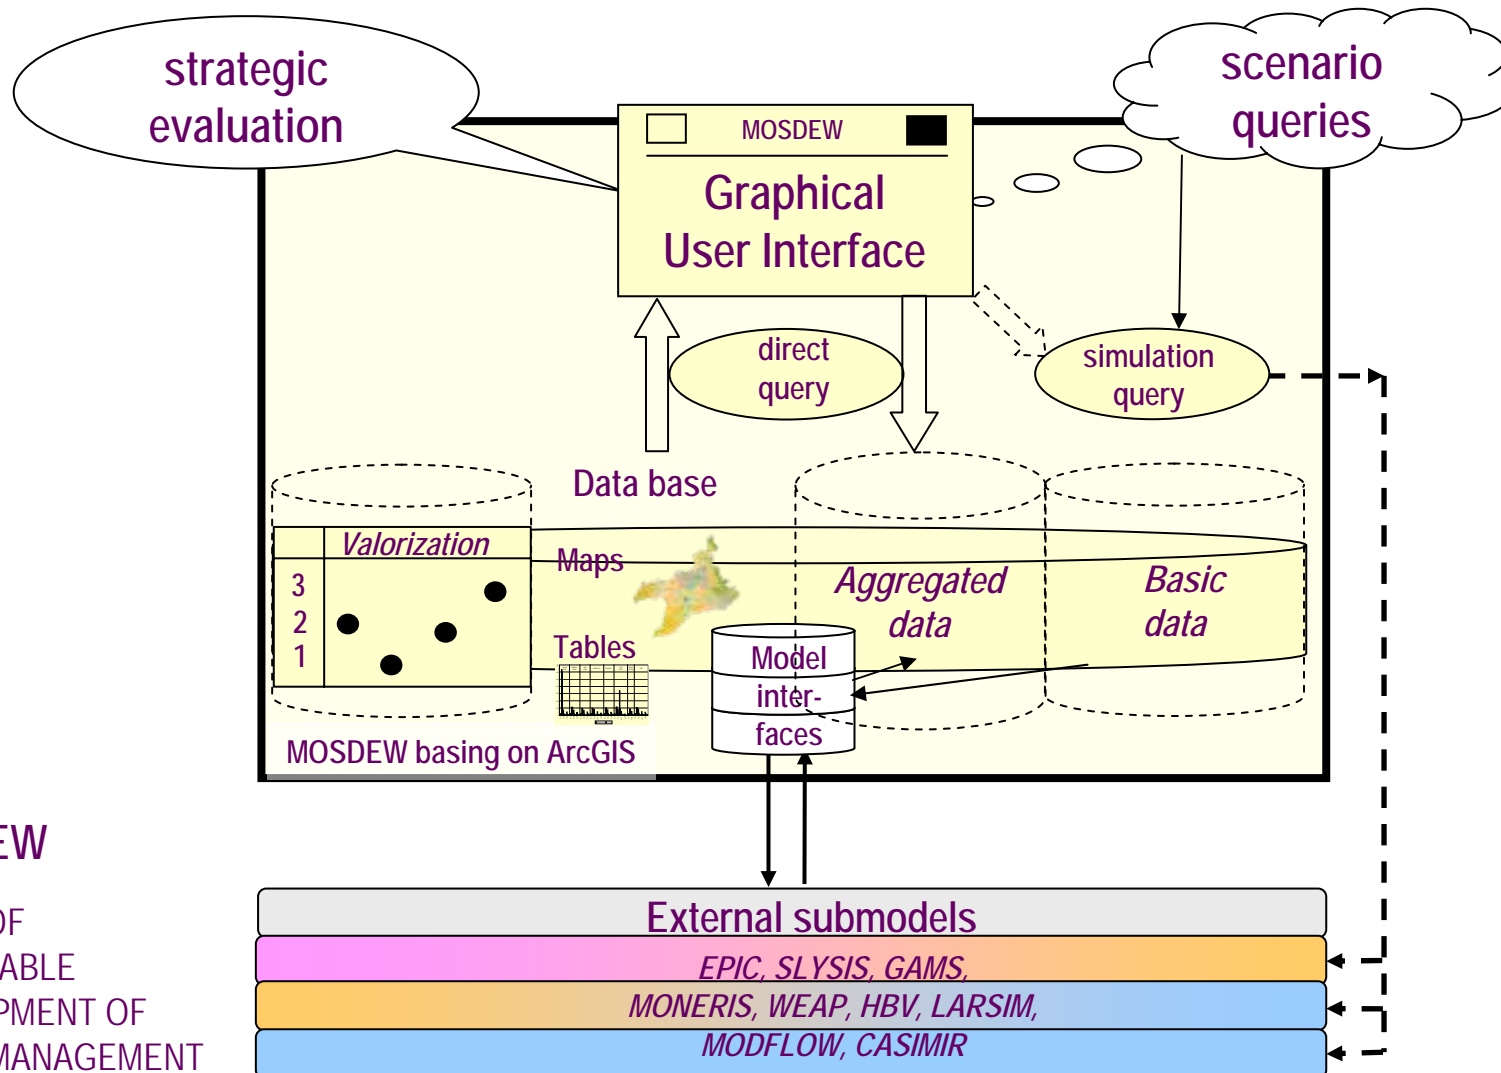 strategic
evaluation
scenario
queries
MOSDEW
Graphical
User Interface
direct
query
simulation
query
Data base
Valorization
3
2
1
Maps
Tables
Aggregated
data
Basic
data
Model
inter-
faces
MOSDEW basing on ArcGIS
EW
OF
ABLE
PMENT OF
MANAGEMENT
External submodels
EPIC, SLYSIS, GAMS,
MONERIS, WEAP, HBV, LARSIM,
MODFLOW, CASIMIR